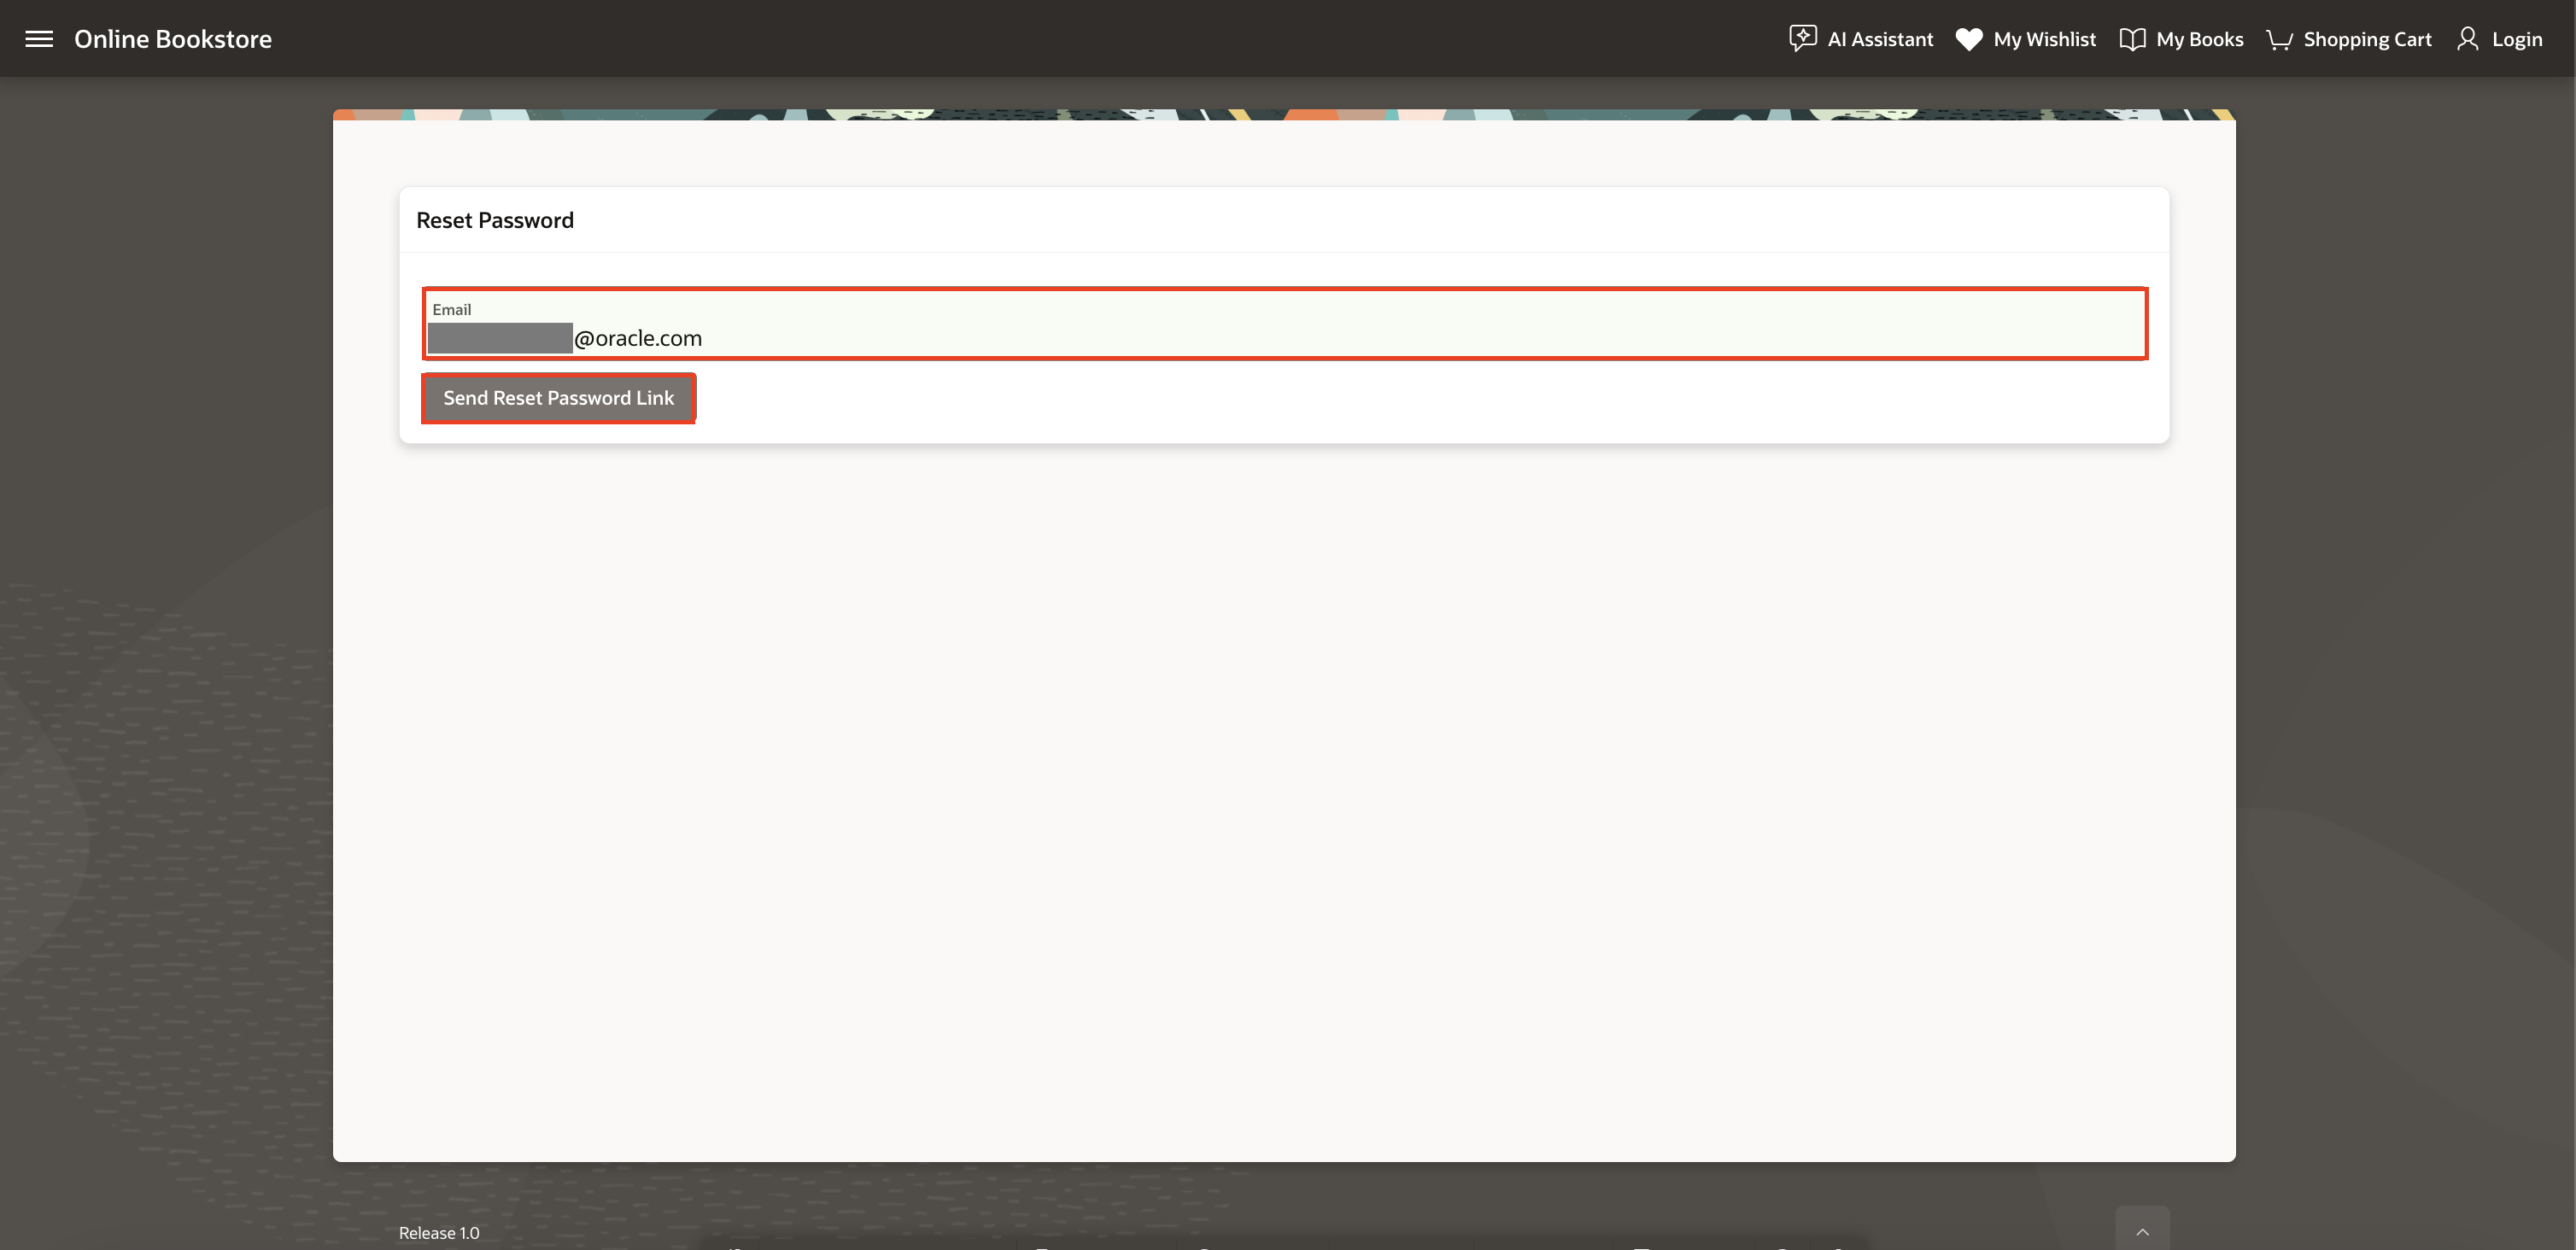 Online Bookstore
AI Assistant
My Wishlist
My Books
Shopping Cart
Login
Reset Password
Email
@oracle.com
Send Reset Password Link
Release 1.0